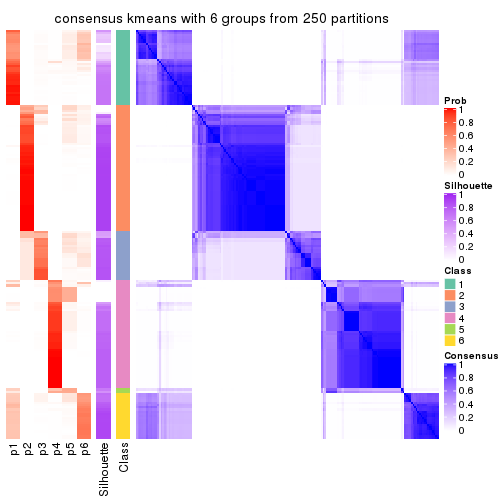 consensus kmeans with 6 groups from 250 partitions
Prob
1
0.8
0.6
0.4
0.2
0
Silhouette
1
0.8
0.6
0.4
0.2
0
Class
1
2
3
4
5
6
Consensus
1
0.8
0.6
0.4
0.2
0
p1
p2
p3
p4
p5
p6
Silhouette
Class